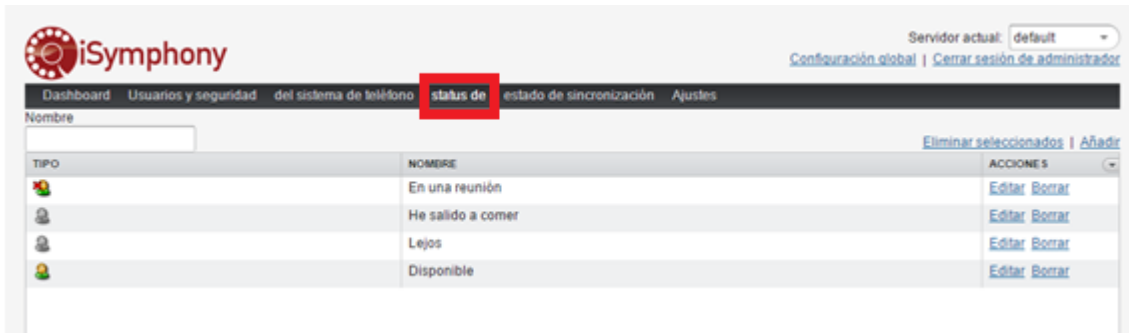 iSymphony
Servidor actual: default
Configuración global | Cerrar sesión de administrador
Dashboard Usuarios y seguridad del sistema de teléfono status de estado de sincronización Ajustes
Nombre
Eliminar seleccionados | Añadir
TIPO NOMBRE ACCIONES
En una reunión Editar Borrar
He salido a comer Editar Borrar
Lejos Editar Borrar
Disponible Editar Borrar